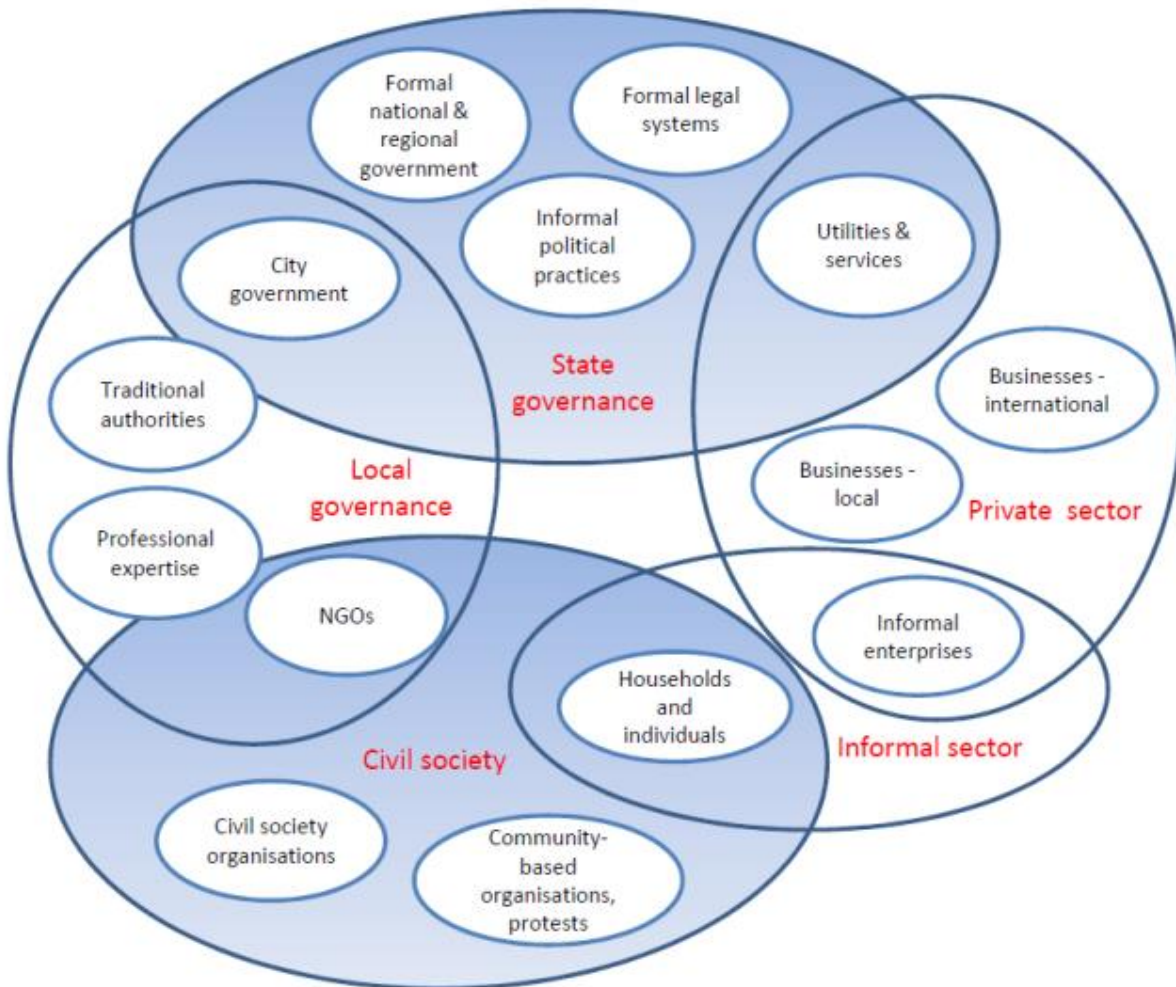 Formal
national &
regional
government
Formal legal
systems
Informal
political
practices
Utilities &
services
City
government
State
governance
Traditional
authorities
Businesses -
international
Local
governance
Businesses -
local
Private sector
Professional
expertise
NGOs
Informal
enterprises
Households
and
individuals
Civil society
Informal sector
Civil society
organisations
Community-
based
organisations,
protests